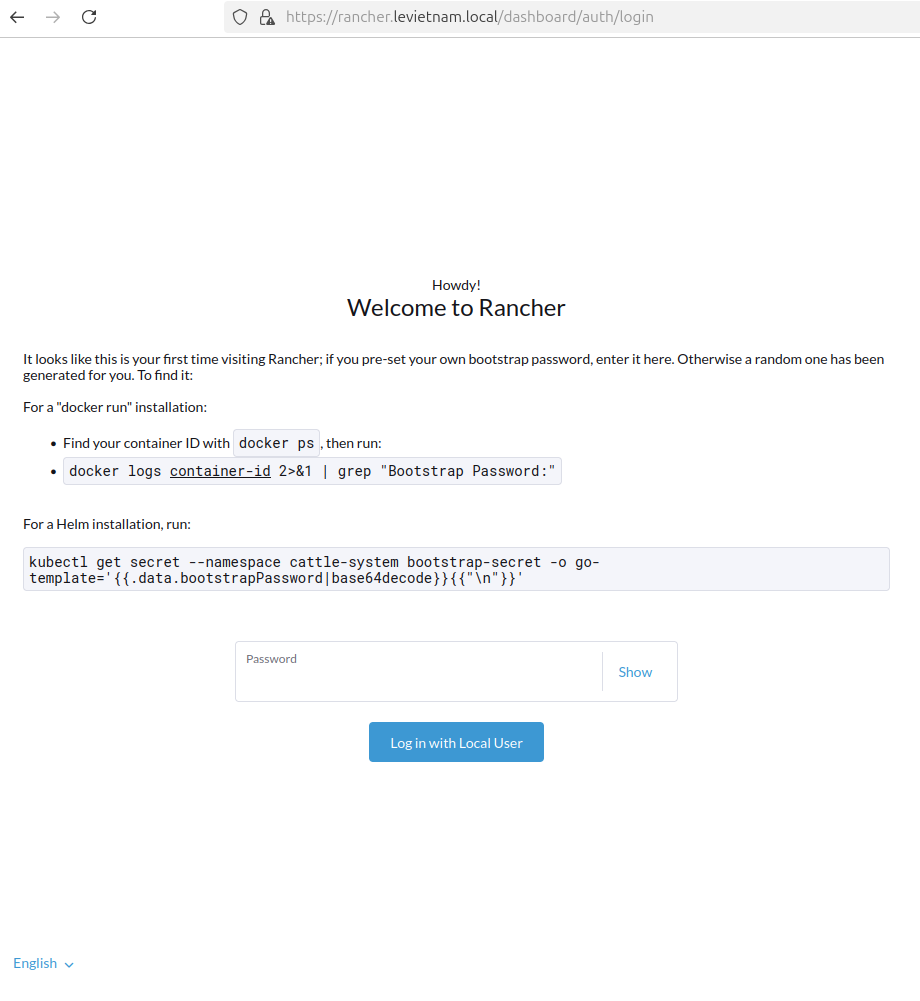 https://rancher.levietnam.local/dashboard/auth/login
Howdy!
Welcome to Rancher
It looks like this is your first time visiting Rancher; if you pre-set your own bootstrap password, enter it here. Otherwise a random one has been
generated for you. To find it:
For a "docker run" installation:
• Find your container ID with docker ps, then run:
• docker logs container-id 2>&1 | grep "Bootstrap Password:"
For a Helm installation, run:
kubectl get secret --namespace cattle-system bootstrap-secret -o go-
template='{{.data.bootstrapPassword|base64decode}}{{"\n"}}'
Password
Show
Log in with Local User
English